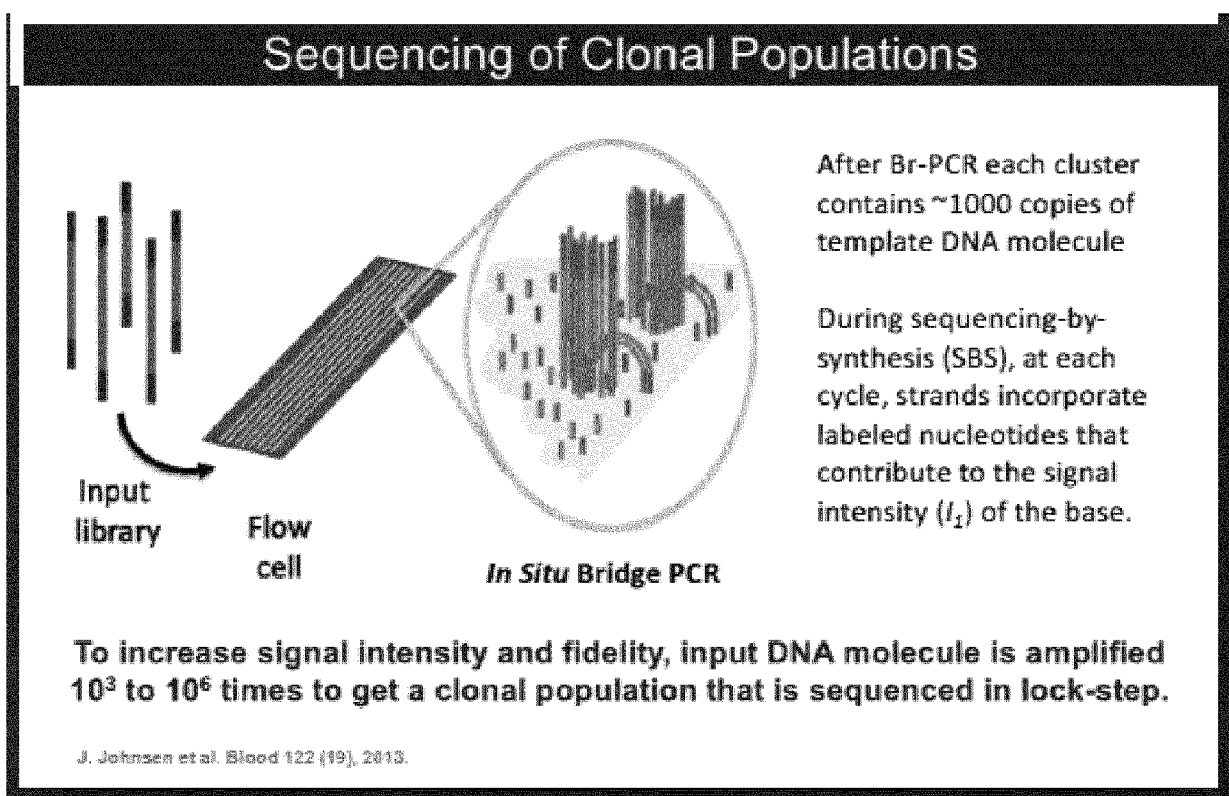 Sequencing of Clonal Populations
After Br-PCR each cluster
contains ~1000 copies of
template DNA molecule
During sequencing-by-
synthesis (SBS), at each
cycle, strands incorporate
labeled nucleotides that
contribute to the signal
intensity (I₁) of the base.
Input
library
Flow
cell
In Situ Bridge PCR
To increase signal intensity and fidelity, input DNA molecule is amplified
10³ to 10⁶ times to get a clonal population that is sequenced in lock-step.
J. Johnsen et al. Blood 122 (19), 2013.